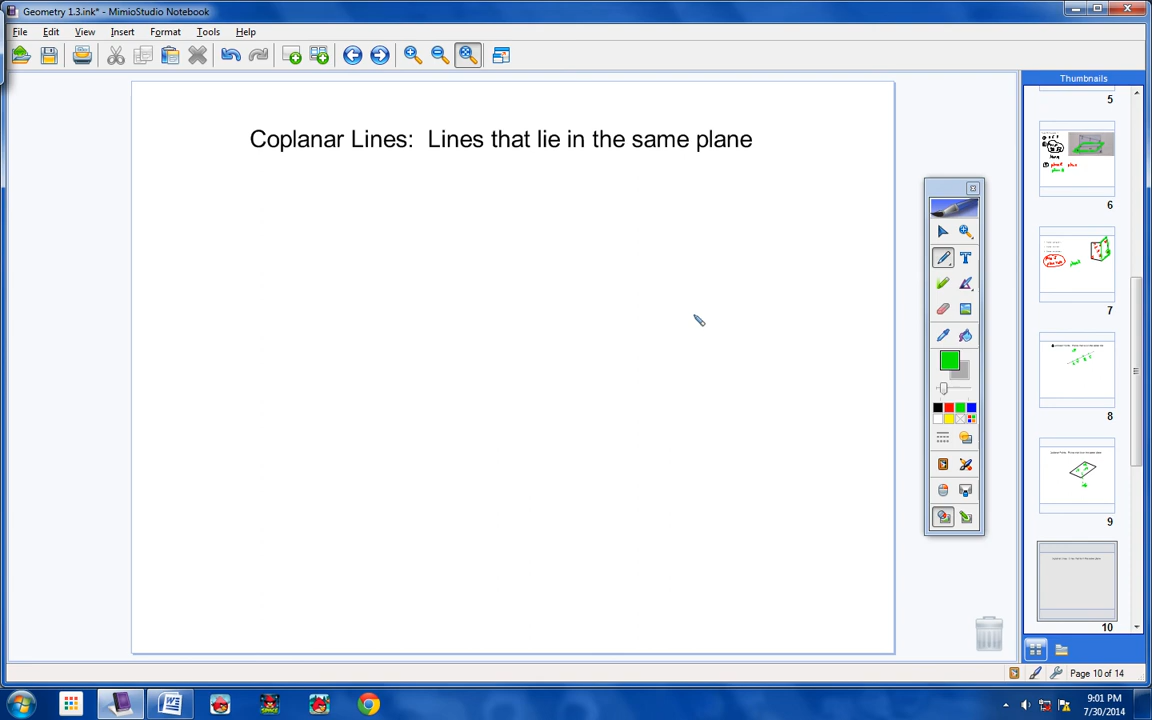 Geometry 1.3.ink* - MimioStudio Notebook
File Edit View Insert Format Tools Help
Thumbnails
Coplanar Lines: Lines that lie in the same plane
5
6
7
8
9
10
Page 10 of 14
9:01 PM
7/30/2014